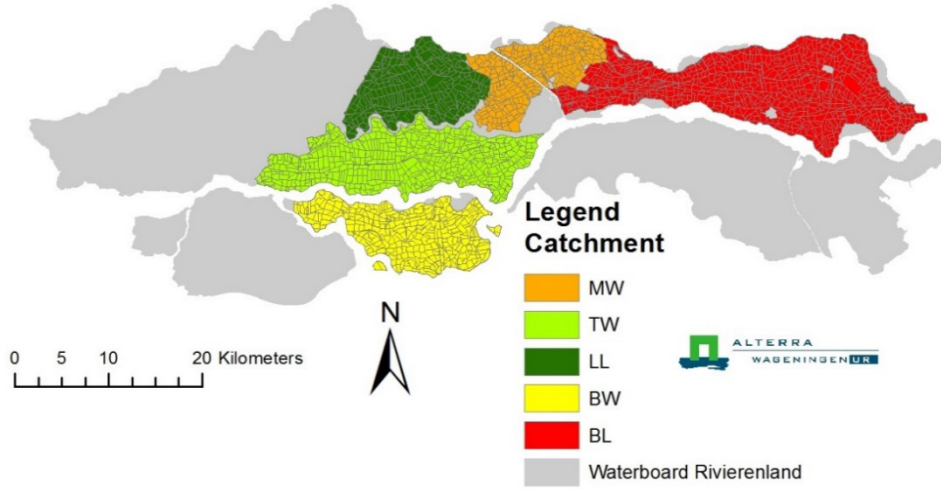 Legend
Catchment
MW
TW
LL
BW
BL
Waterboard Rivierenland
N
0 5 10 20 Kilometers
ALTERRA
WAGENINGEN UR